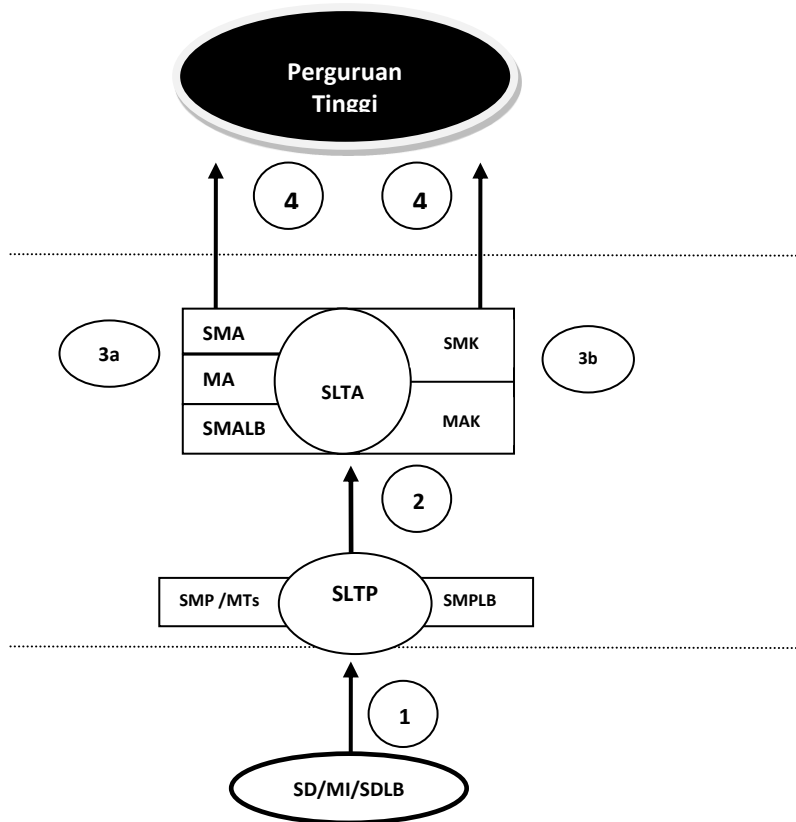 Perguruan
Tinggi
4
4
3a
SMA
MA
SMALB
SLTA
SMK
MAK
3b
2
SMP /MTs
SLTP
SMPLB
1
SD/MI/SDLB